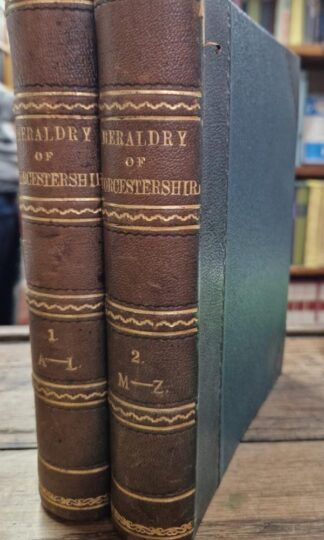 HERALDRY
OF
WORCESTERSHIRE
1.
A—L.
HERALDRY
OF
WORCESTERSHIRE
2.
M—Z.